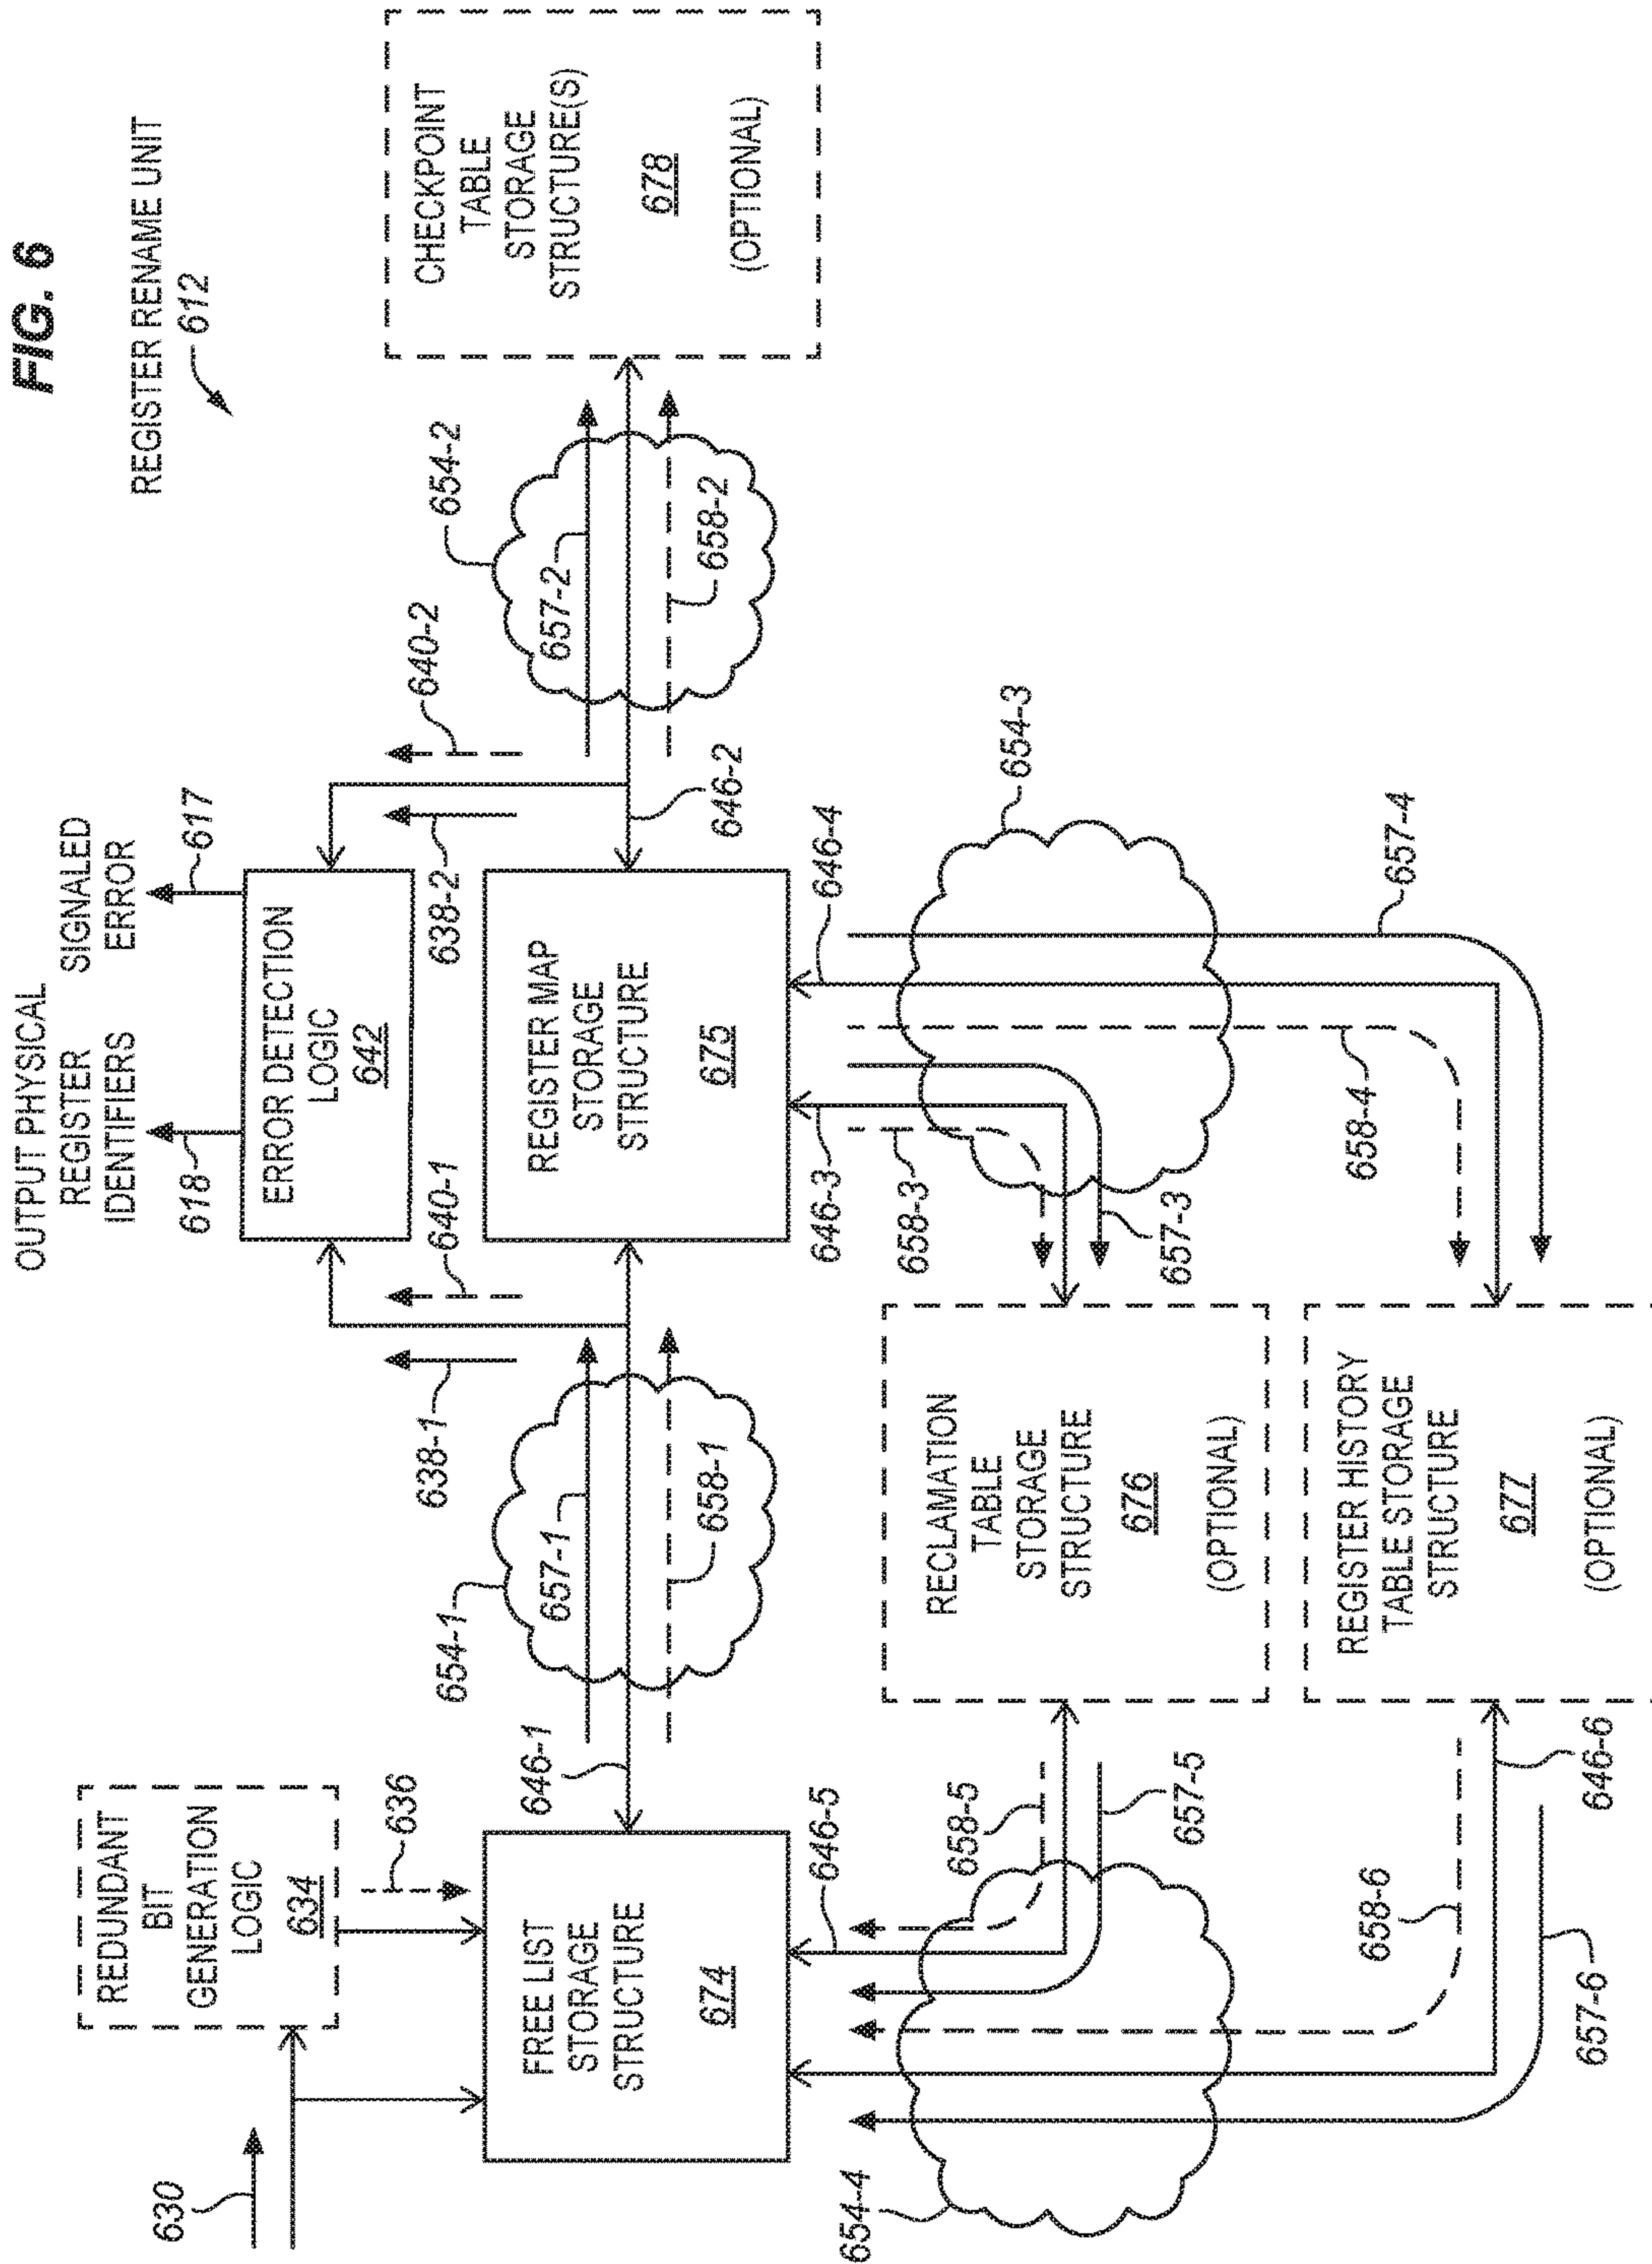 FIG. 6
REGISTER RENAME UNIT
612
OUTPUT PHYSICAL
REGISTER
IDENTIFIERS
SIGNALED
ERROR
618
617
630
REDUNDANT
BIT
GENERATION
LOGIC
634
636
ERROR DETECTION
LOGIC
642
638-1
640-1
638-2
640-2
654-1
657-1
658-1
646-1
654-2
657-2
658-2
646-2
FREE LIST
STORAGE
STRUCTURE
674
REGISTER MAP
STORAGE
STRUCTURE
675
CHECKPOINT
TABLE
STORAGE
STRUCTURE(S)
678
(OPTIONAL)
646-5
658-5
657-5
654-4
646-3
658-3
657-3
646-4
654-3
657-4
658-4
RECLAMATION
TABLE
STORAGE
STRUCTURE
676
(OPTIONAL)
658-6
657-6
646-6
REGISTER HISTORY
TABLE STORAGE
STRUCTURE
677
(OPTIONAL)